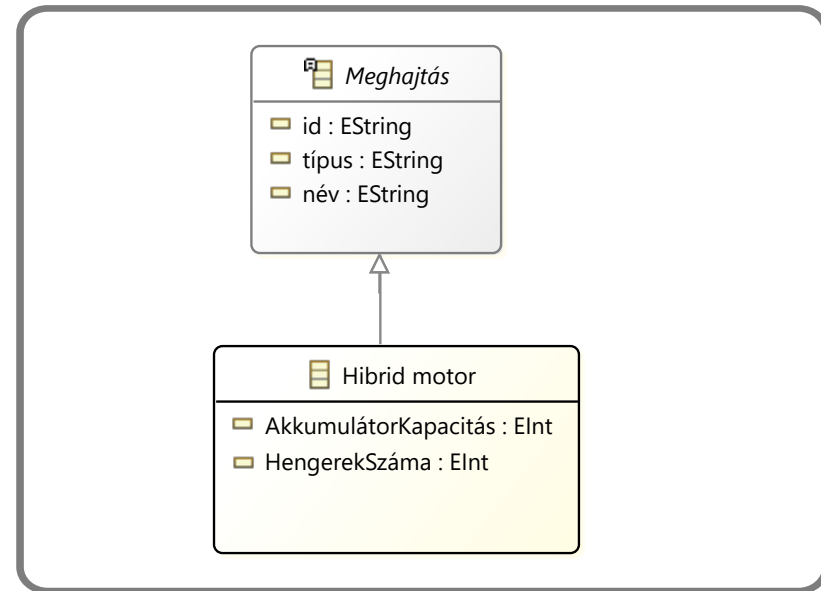 Meghajtás
id : EString
típus : EString
név : EString
Hibrid motor
AkkumulátorKapacitás : EInt
HengerekSzáma : EInt